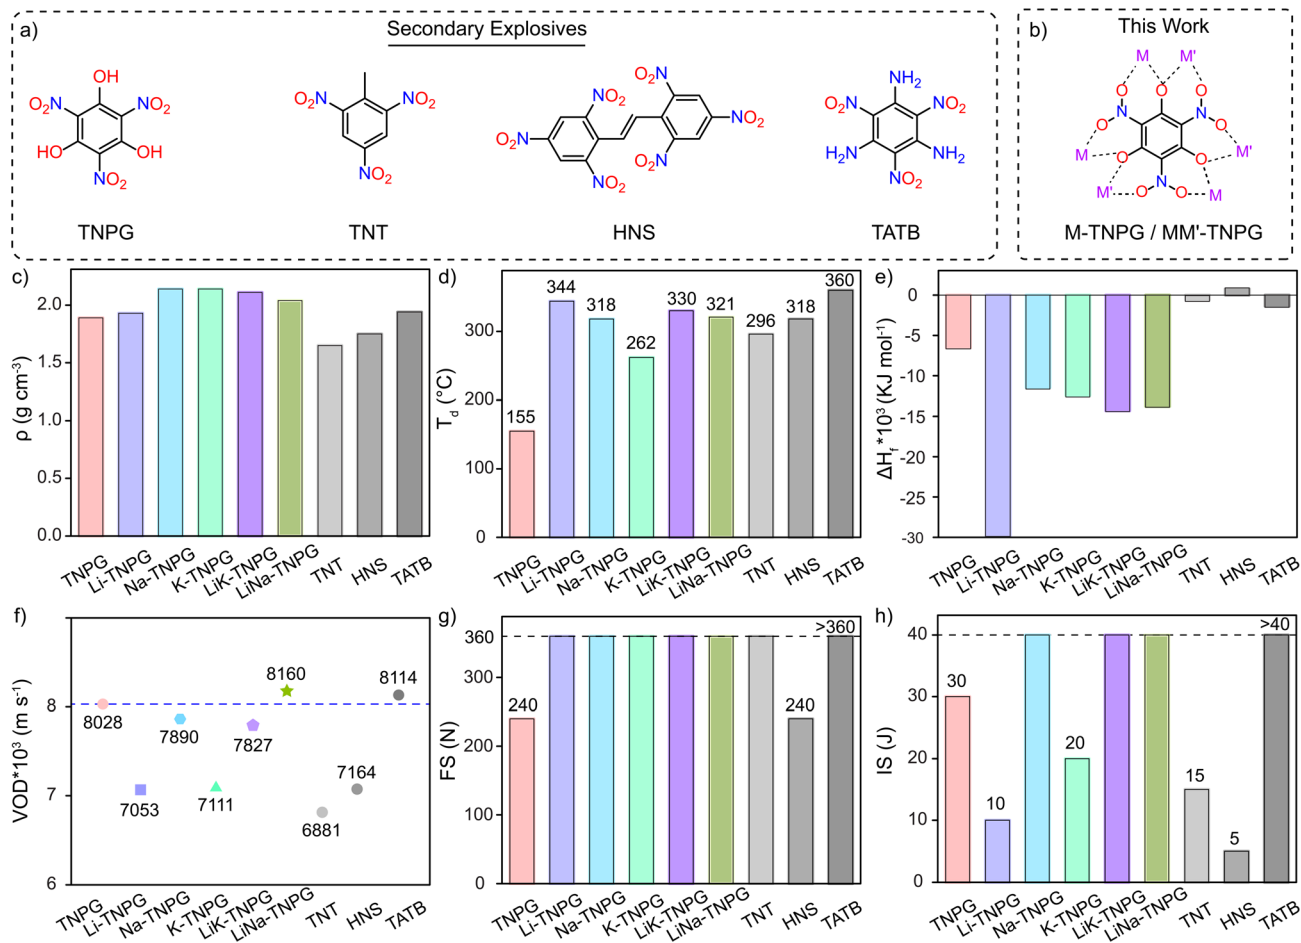 a)
Secondary Explosives
OH
O2N
NO2
HO
OH
NO2
TNPG
O2N
NO2
NO2
TNT
O2N
NO2
NO2
O2N
NO2
NO2
HNS
NH2
O2N
NO2
H2N
NH2
NO2
TATB
b)
This Work
M
M'
O
O
O
O
N
N
O
M
O
O
M'
M'
O
N
O
M
M-TNPG / MM'-TNPG
c)
ρ (g cm-3)
2.0
1.5
1.0
0.5
0.0
TNPG
Li-TNPG
Na-TNPG
K-TNPG
LiK-TNPG
LiNa-TNPG
TNT
HNS
TATB
d)
Td (°C)
300
200
100
0
155
344
318
262
330
321
296
318
360
TNPG
Li-TNPG
Na-TNPG
K-TNPG
LiK-TNPG
LiNa-TNPG
TNT
HNS
TATB
e)
ΔHf *103 (KJ mol-1)
0
-5
-10
-15
-20
-25
-30
TNPG
Li-TNPG
Na-TNPG
K-TNPG
LiK-TNPG
LiNa-TNPG
TNT
HNS
TATB
f)
VOD*103 (m s-1)
8
7
6
8028
7053
7890
7111
7827
8160
6881
7164
8114
TNPG
Li-TNPG
Na-TNPG
K-TNPG
LiK-TNPG
LiNa-TNPG
TNT
HNS
TATB
g)
FS (N)
360
300
200
100
0
240
240
>360
TNPG
Li-TNPG
Na-TNPG
K-TNPG
LiK-TNPG
LiNa-TNPG
TNT
HNS
TATB
h)
IS (J)
40
30
20
10
0
30
10
20
15
5
>40
TNPG
Li-TNPG
Na-TNPG
K-TNPG
LiK-TNPG
LiNa-TNPG
TNT
HNS
TATB